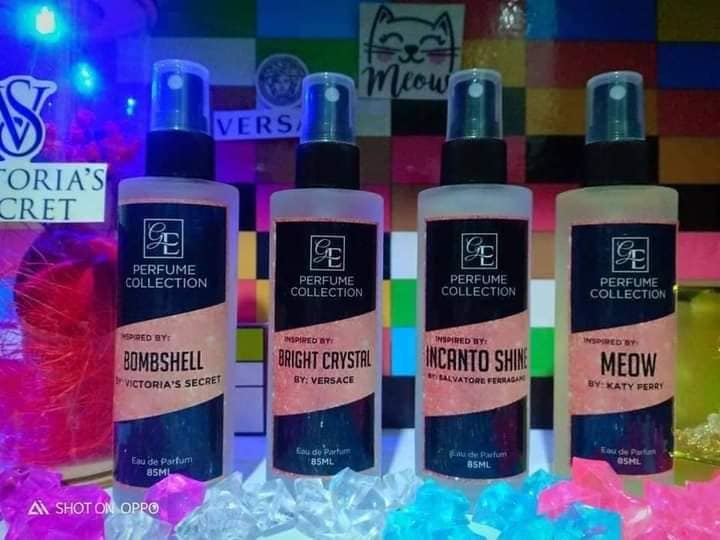 VS
TORIA'S
CRET
VERSA
Meow
GE
PERFUME
COLLECTION
INSPIRED BY:
BOMBSHELL
BY: VICTORIA'S SECRET
Eau de Parfum
85ML
GE
PERFUME
COLLECTION
INSPIRED BY:
BRIGHT CRYSTAL
BY: VERSACE
Eau de Parfum
85ML
GE
PERFUME
COLLECTION
INSPIRED BY:
INCANTO SHINE
BY: SALVATORE FERRAGAMO
Eau de Parfum
85ML
GE
PERFUME
COLLECTION
INSPIRED BY:
MEOW
BY: KATY PERRY
Eau de Parfum
85ML
SHOT ON OPPO